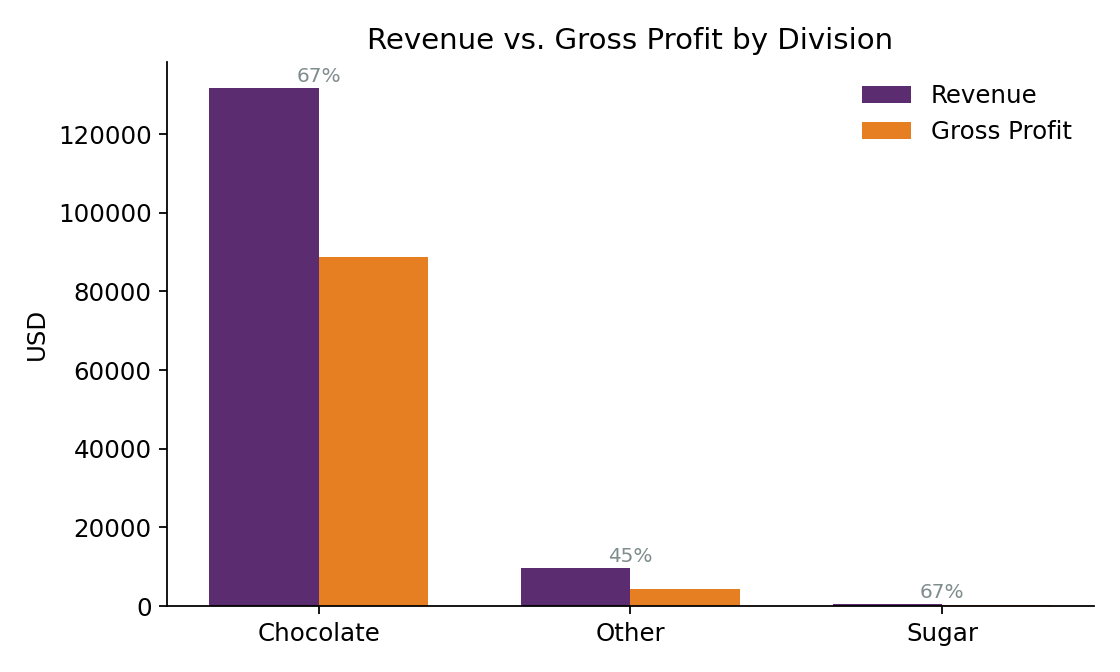 Revenue vs. Gross Profit by Division
67%
Revenue
Gross Profit
120000
100000
80000
60000
40000
20000
0
USD
45%
67%
Chocolate
Other
Sugar